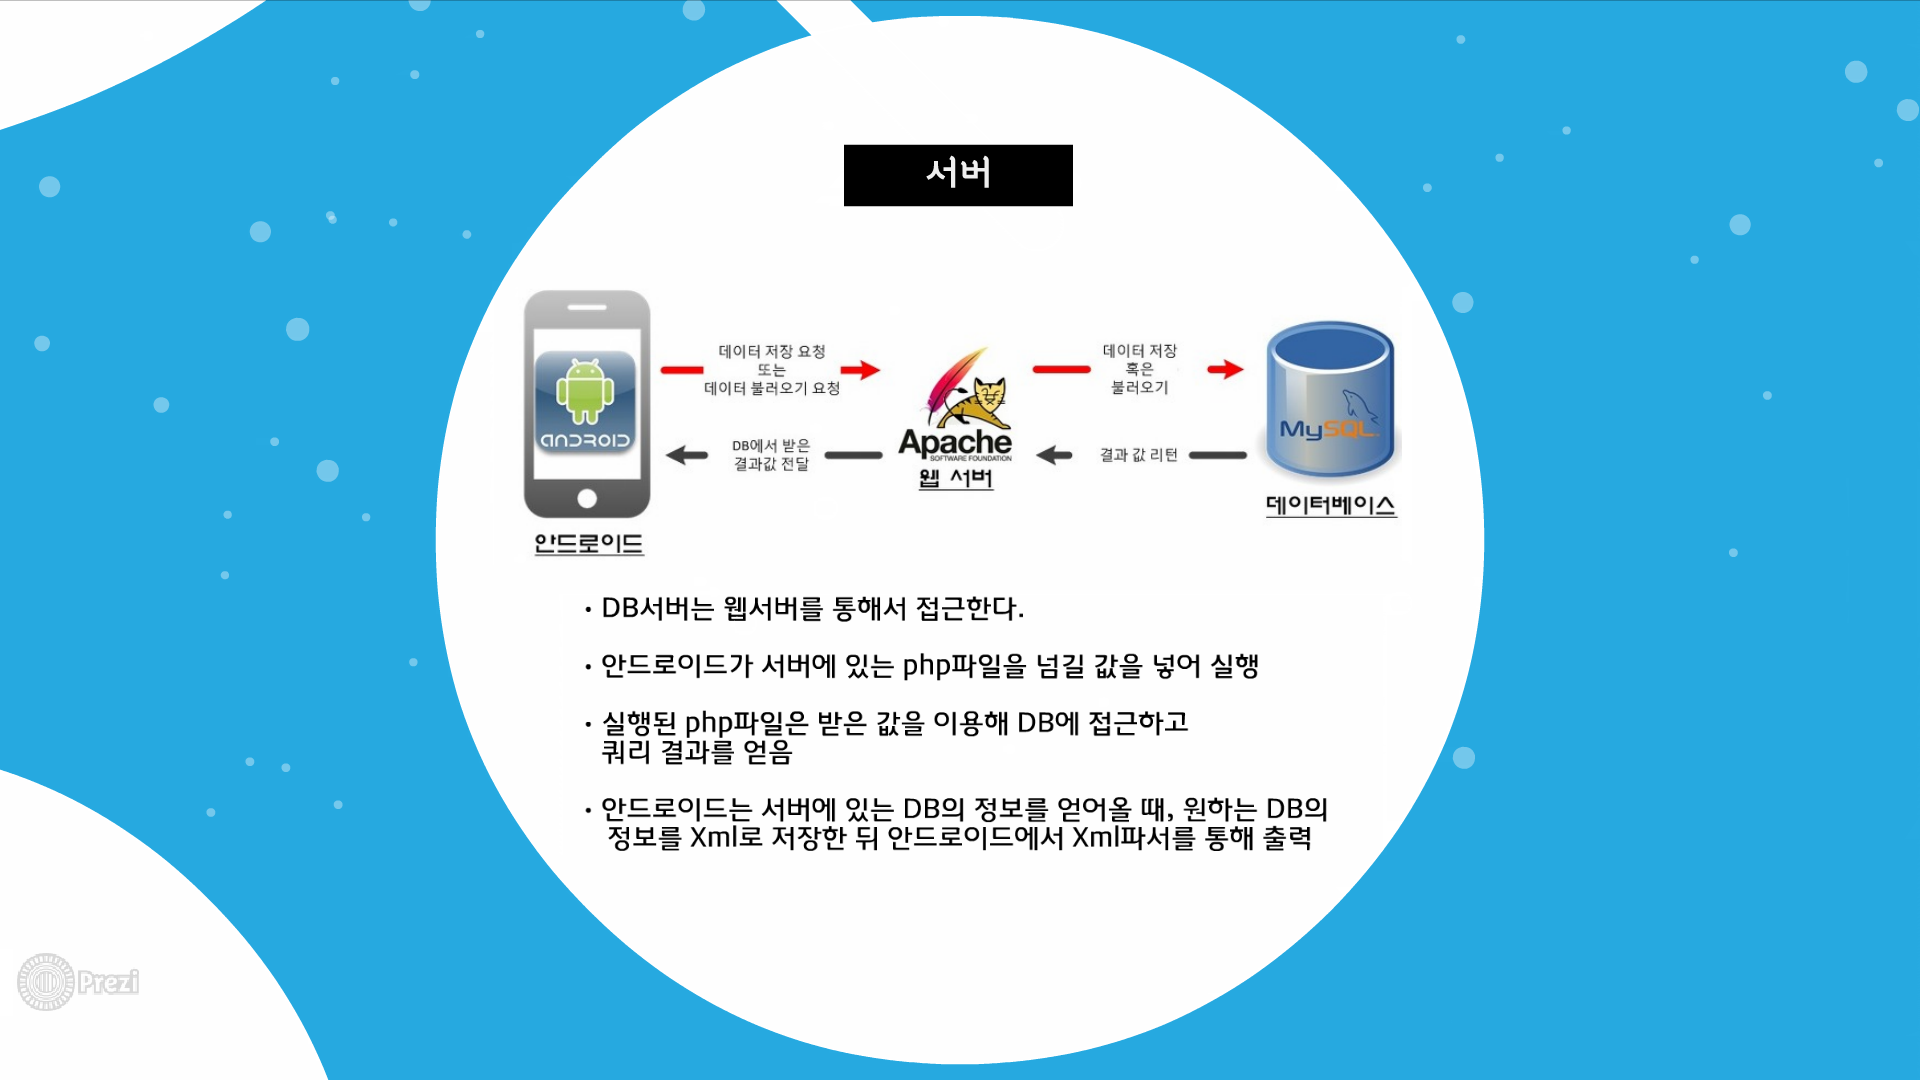 서버
데이터 저장 요청
또는
데이터 불러오기 요청
데이터 저장
혹은
불러오기
ANDROID
DB에서 받은
결과값 전달
Apache
SOFTWARE FOUNDATION
웹 서버
결과 값 리턴
MySQL
데이터베이스
안드로이드
• DB서버는 웹서버를 통해서 접근한다.
• 안드로이드가 서버에 있는 php파일을 넘길 값을 넣어 실행
• 실행된 php파일은 받은 값을 이용해 DB에 접근하고
쿼리 결과를 얻음
• 안드로이드는 서버에 있는 DB의 정보를 얻어올 때, 원하는 DB의
정보를 Xml로 저장한 뒤 안드로이드에서 Xml파서를 통해 출력
Prezi